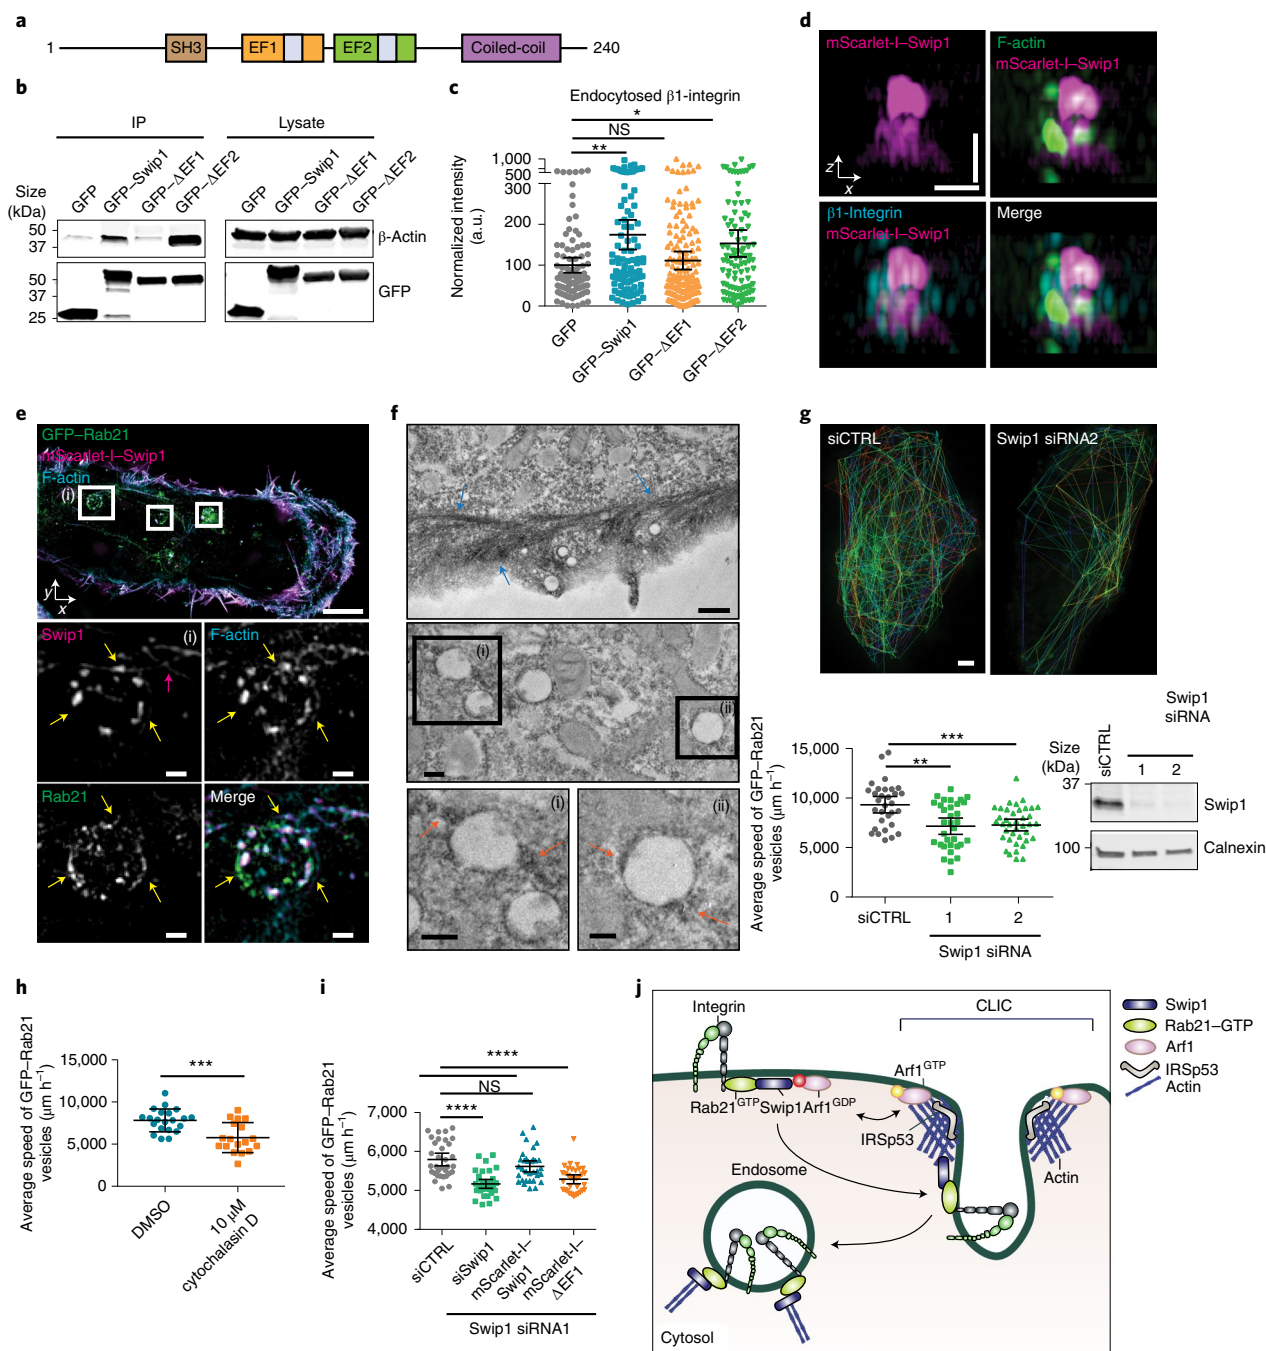 a
1
SH3
EF1
EF2
Coiled-coil
240
b
IP
Lysate
Size
(kDa)
GFP
GFP–Swip1
GFP–ΔEF1
GFP–ΔEF2
GFP
GFP–Swip1
GFP–ΔEF1
GFP–ΔEF2
50
37
β-Actin
50
37
25
GFP
c
Endocytosed β1-integrin
*
NS
**
Normalized intensity
(a.u.)
1,000
500
300
200
100
0
GFP
GFP–Swip1
GFP–ΔEF1
GFP–ΔEF2
d
mScarlet-I–Swip1
z
x
F-actin
mScarlet-I–Swip1
β1-Integrin
mScarlet-I–Swip1
Merge
e
GFP–Rab21
mScarlet-I–Swip1
F-actin
(i)
y
x
Swip1
(i)
F-actin
Rab21
Merge
f
(i)
(ii)
(i)
(ii)
g
siCTRL
Swip1 siRNA2
Average speed of GFP–Rab21
vesicles (μm h⁻¹)
15,000
10,000
5,000
0
***
**
siCTRL
1
2
Swip1 siRNA
Swip1
siRNA
Size
(kDa)
siCTRL
1
2
37
Swip1
100
Calnexin
h
Average speed of GFP–Rab21
vesicles (μm h⁻¹)
15,000
10,000
5,000
0
***
DMSO
10 μM
cytochalasin D
i
Average speed of GFP–Rab21
vesicles (μm h⁻¹)
7,000
6,000
5,000
4,000
****
NS
****
siCTRL
siSwip1
mScarlet-I–
Swip1
mScarlet-I–
ΔEF1
Swip1 siRNA1
j
Integrin
CLIC
Rab21ᴳᵀᴾ
Swip1
Arf1ᴳᴰᴾ
Arf1ᴳᵀᴾ
IRSp53
Actin
Endosome
Cytosol
Swip1
Rab21–GTP
Arf1
IRSp53
Actin